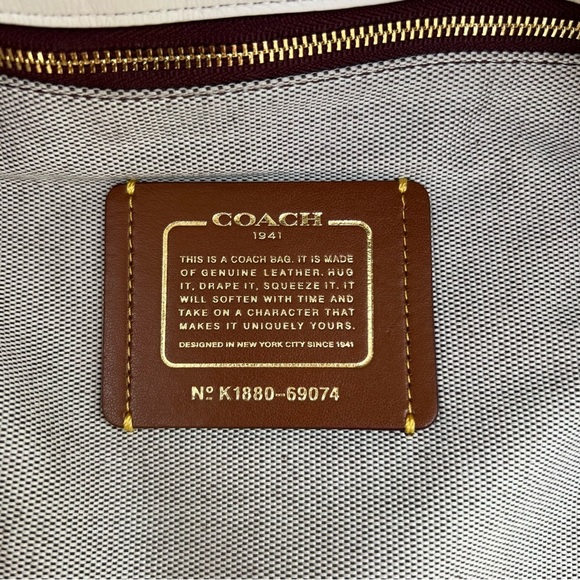 COACH
1941
THIS IS A COACH BAG. IT IS MADE
OF GENUINE LEATHER. HUG
IT, DRAPE IT, SQUEEZE IT. IT
WILL SOFTEN WITH TIME AND
TAKE ON A CHARACTER THAT
MAKES IT UNIQUELY YOURS.
DESIGNED IN NEW YORK CITY SINCE 1941
Nº K1880-69074